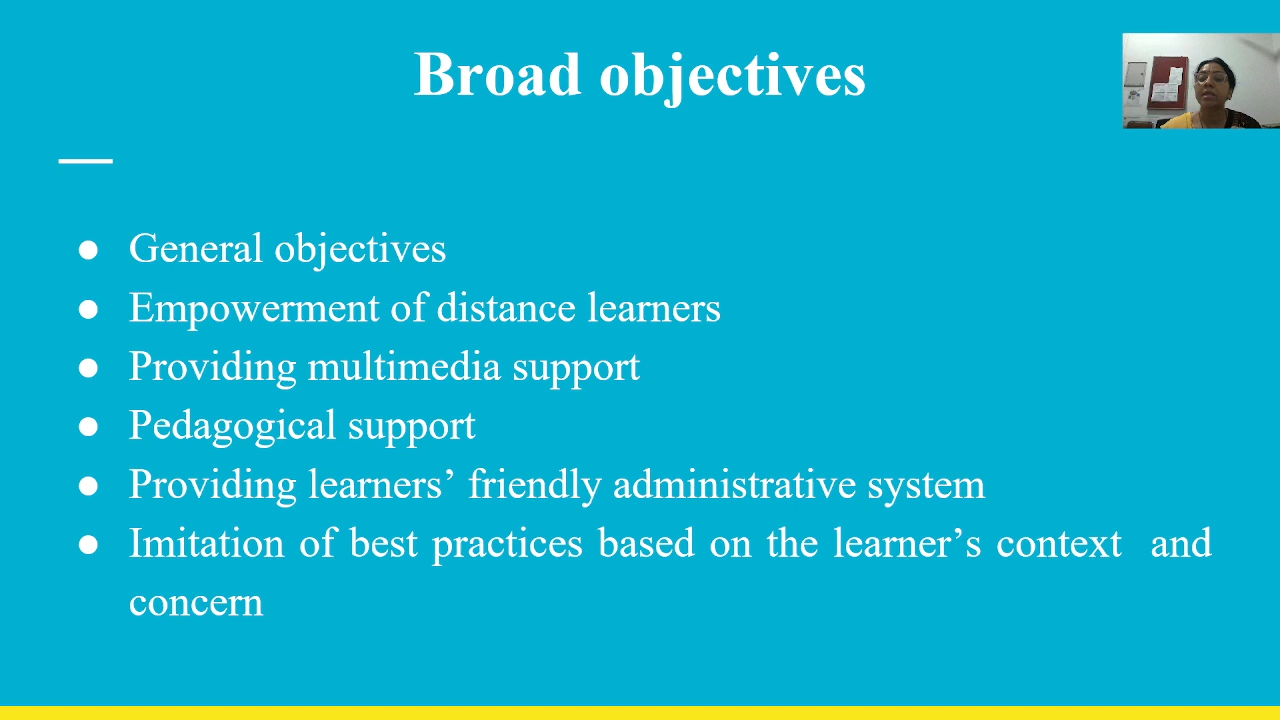 Broad objectives
● General objectives
● Empowerment of distance learners
● Providing multimedia support
● Pedagogical support
● Providing learners’ friendly administrative system
● Imitation of best practices based on the learner’s context and
concern